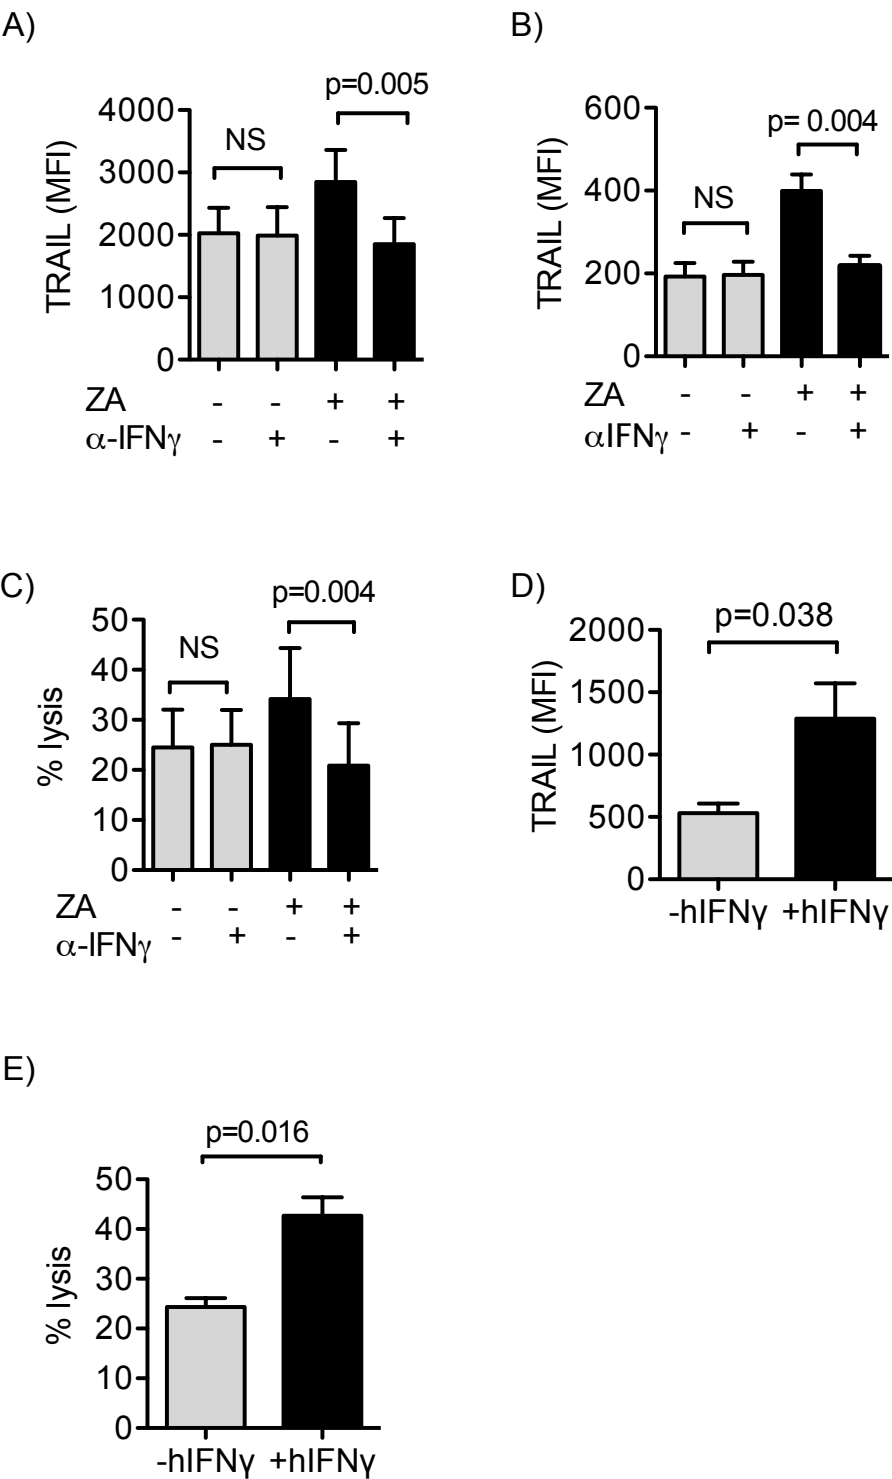 A)
p=0.005
NS
4000
3000
2000
1000
0
TRAIL (MFI)
ZA - - + +
α-IFNγ - + - +
B)
p= 0.004
NS
600
400
200
0
TRAIL (MFI)
ZA - - + +
αIFNγ - + - +
C)
p=0.004
NS
50
40
30
20
10
0
% lysis
ZA - - + +
α-IFNγ - + - +
D)
p=0.038
2000
1500
1000
500
0
TRAIL (MFI)
-hIFNγ +hIFNγ
E)
p=0.016
50
40
30
20
10
0
% lysis
-hIFNγ +hIFNγ